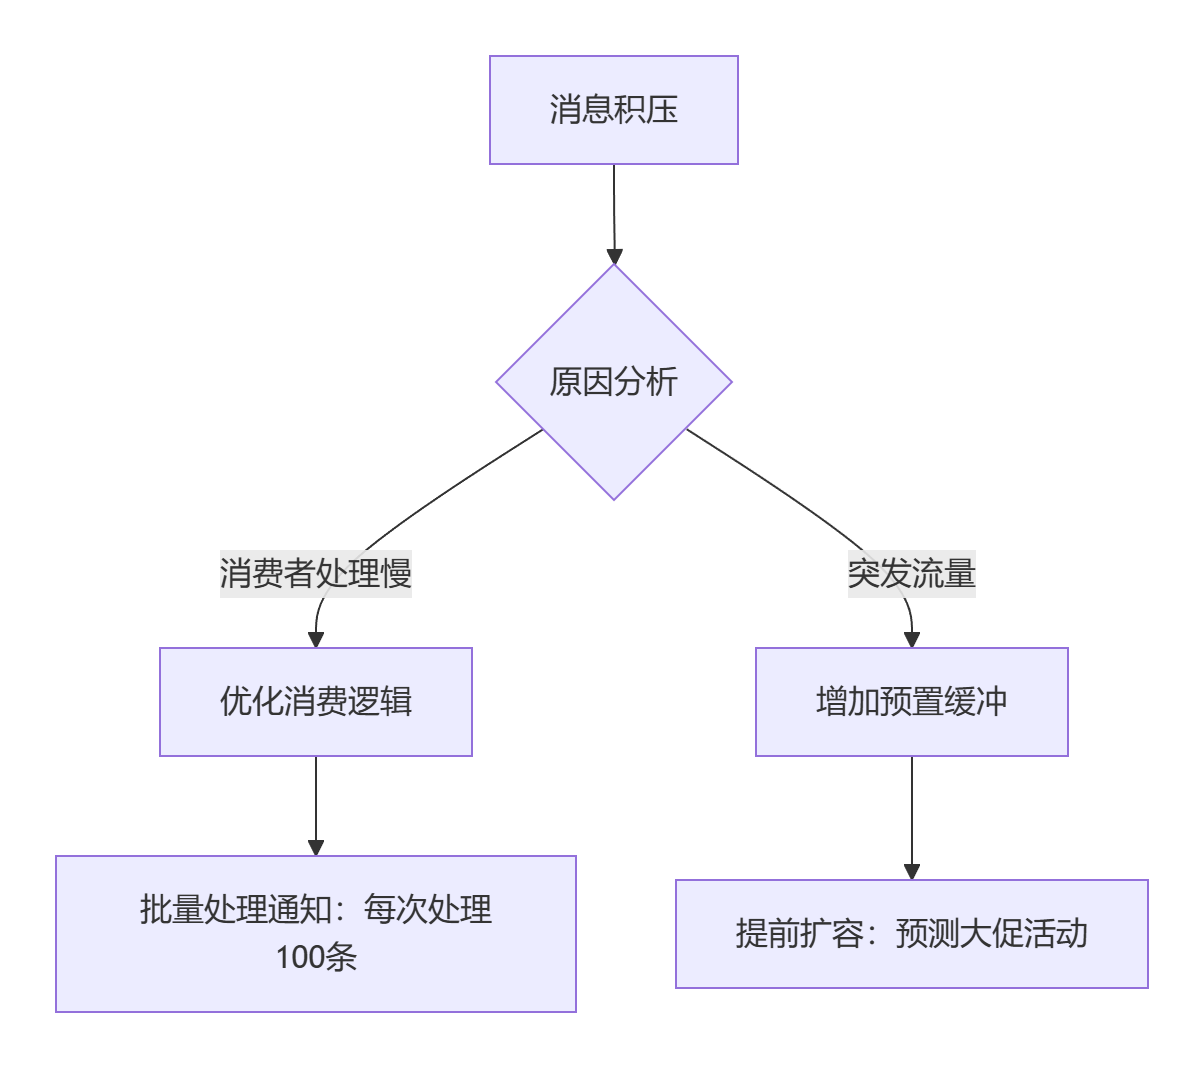 消息积压
原因分析
消费者处理慢
突发流量
优化消费逻辑
增加预置缓冲
批量处理通知：每次处理
100条
提前扩容：预测大促活动